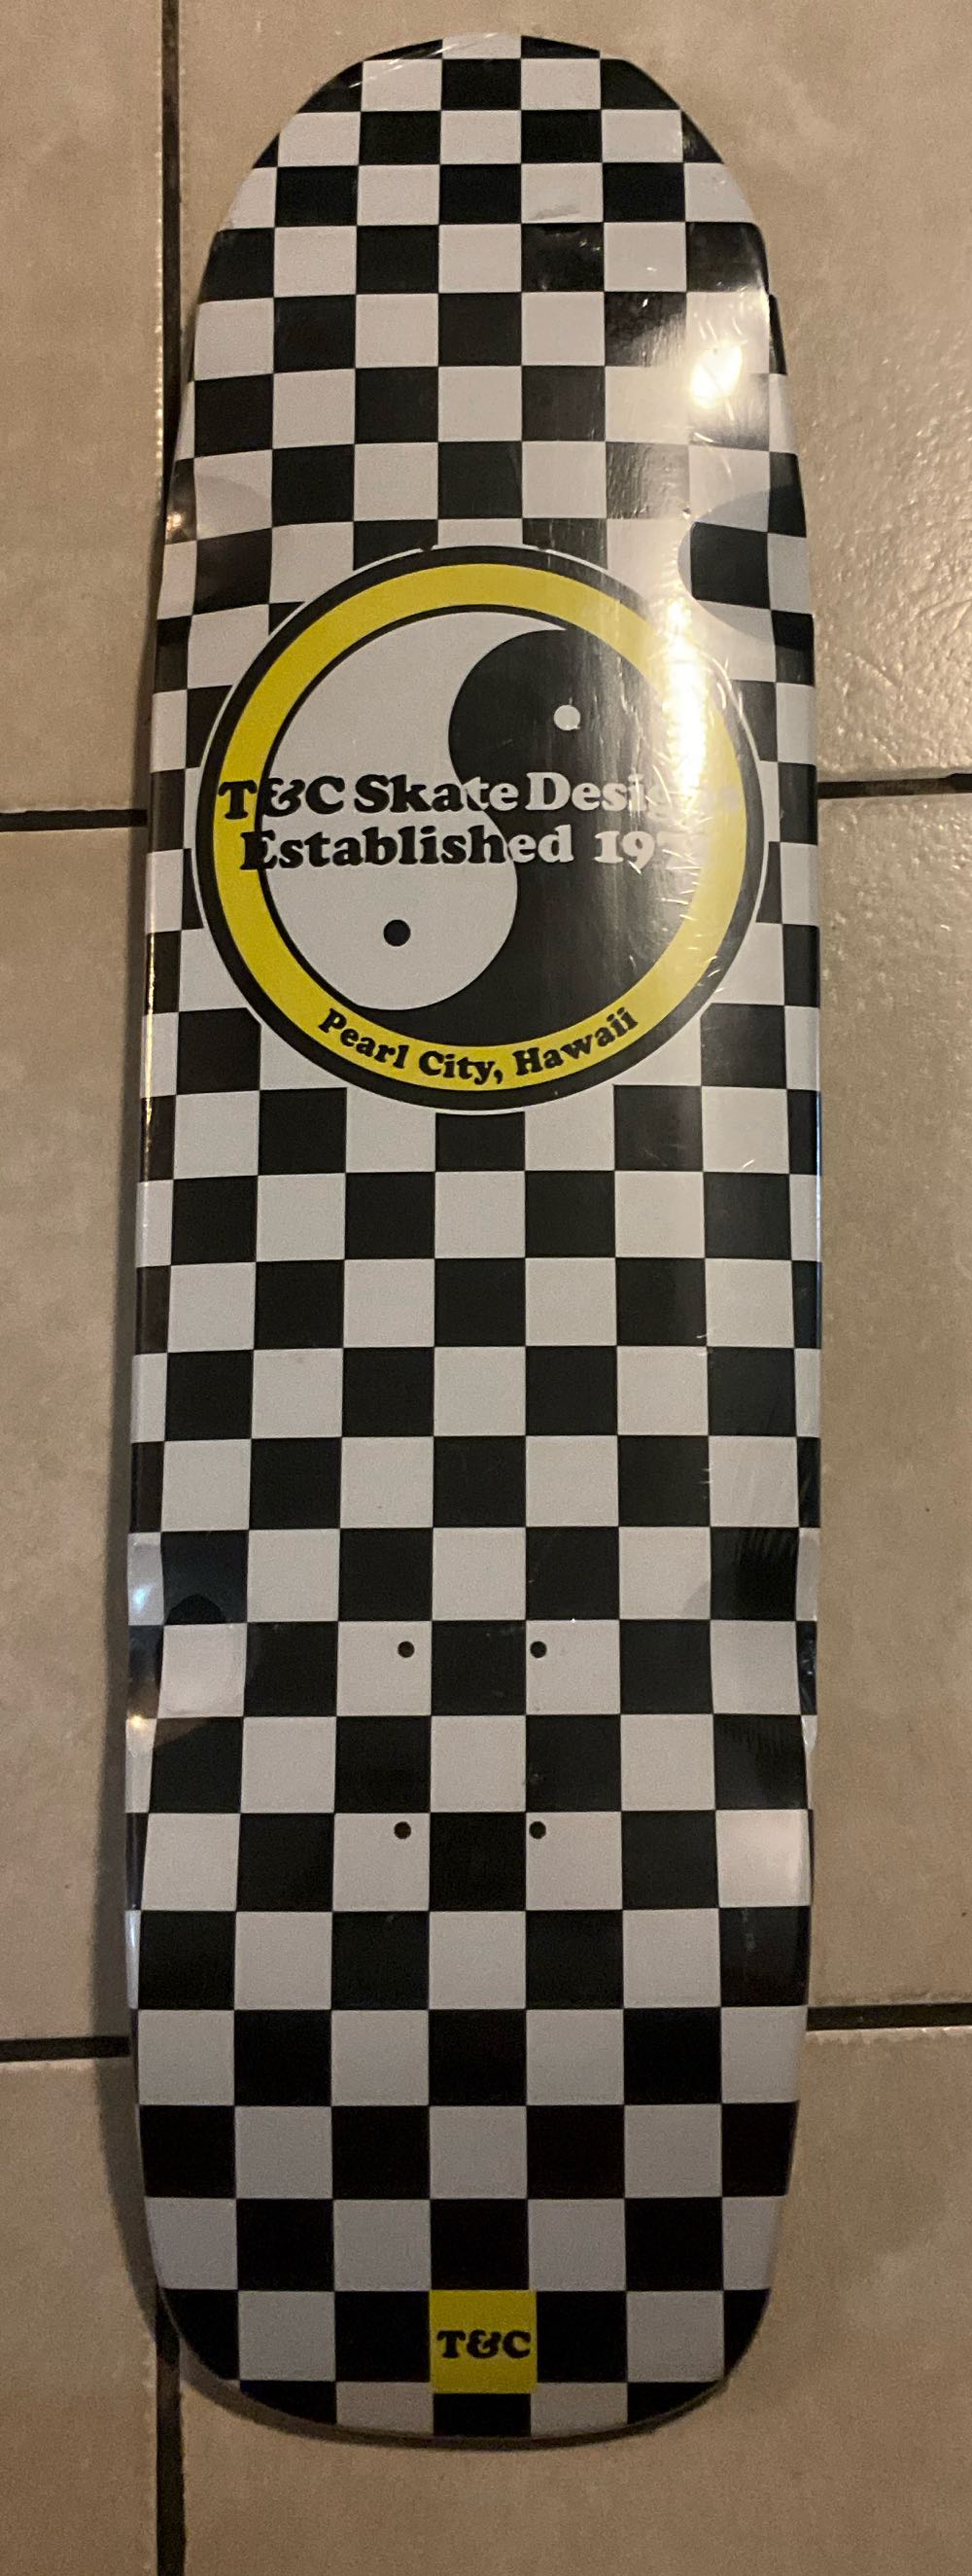 T&C Skate
Established
Pearl City, Hawaii
T&C